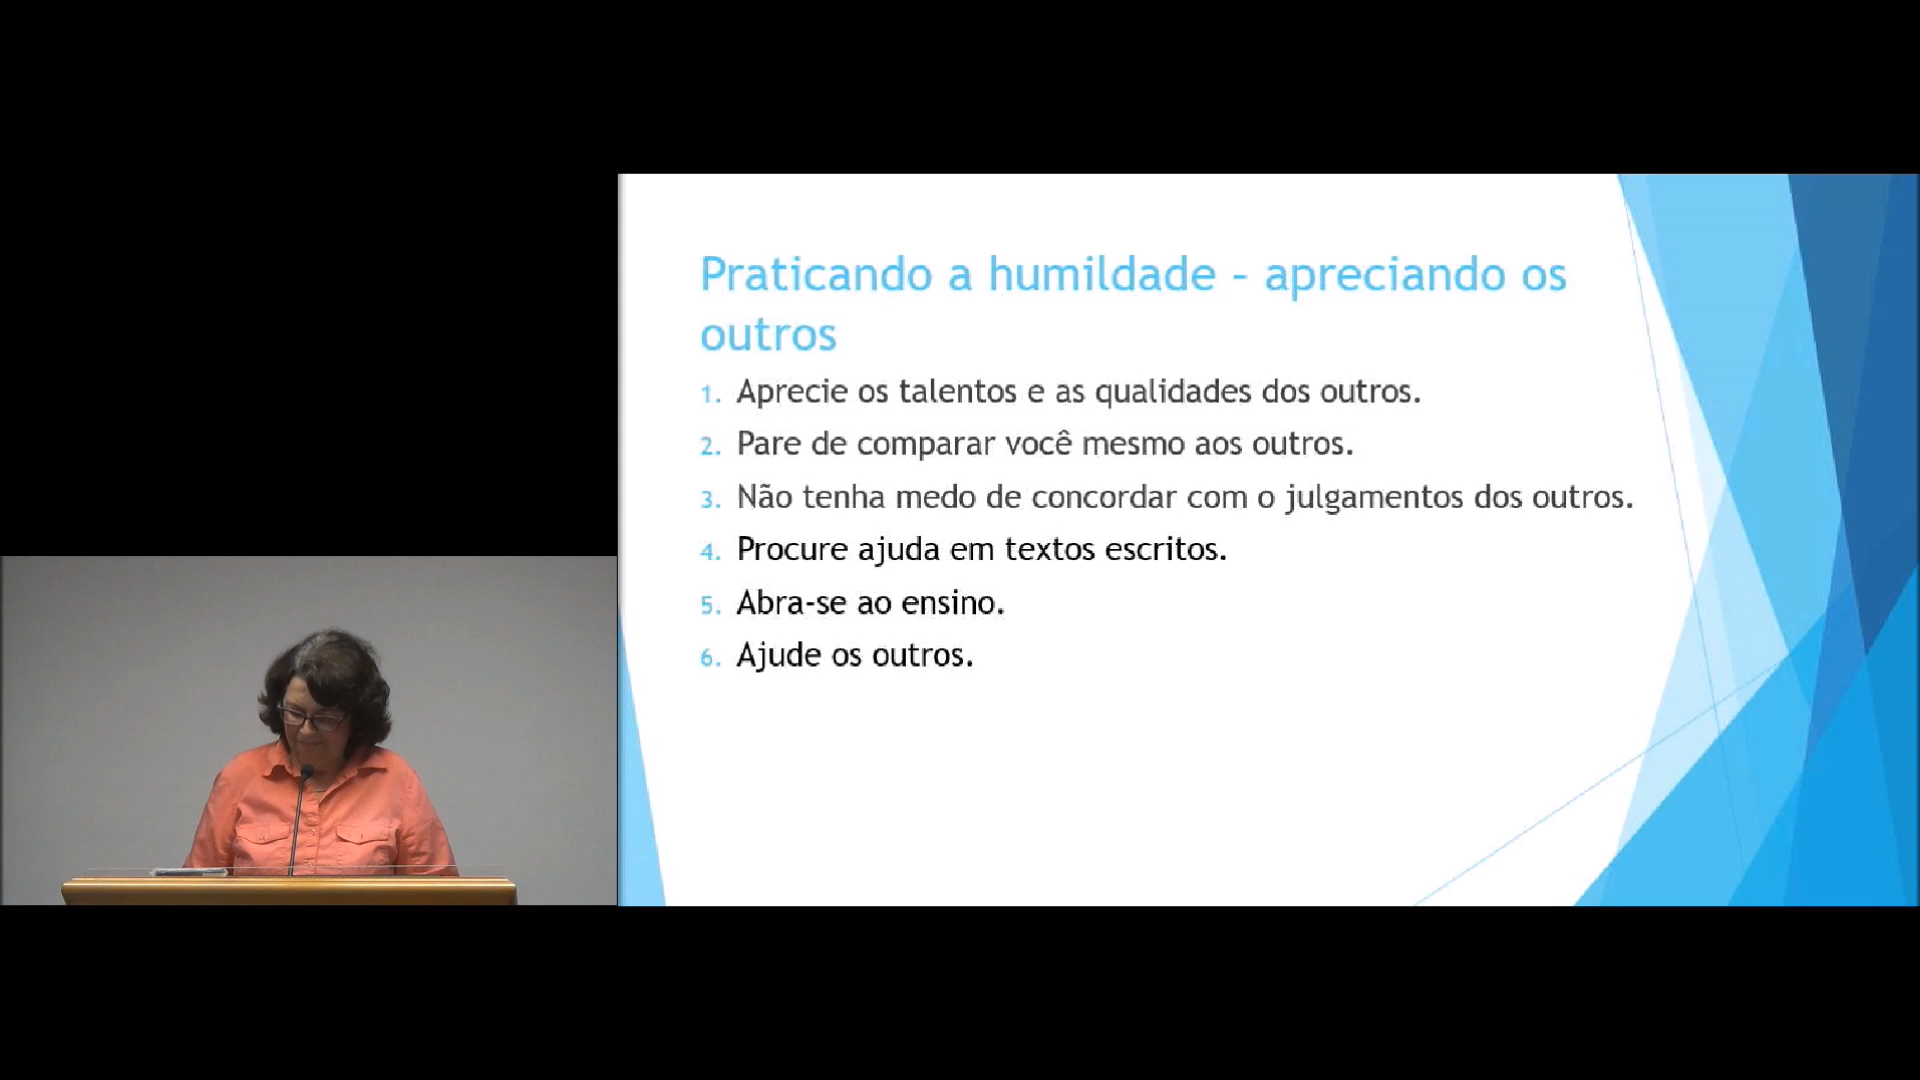 Praticando a humildade – apreciando os
outros
1. Aprecie os talentos e as qualidades dos outros.
2. Pare de comparar você mesmo aos outros.
3. Não tenha medo de concordar com o julgamentos dos outros.
4. Procure ajuda em textos escritos.
5. Abra-se ao ensino.
6. Ajude os outros.